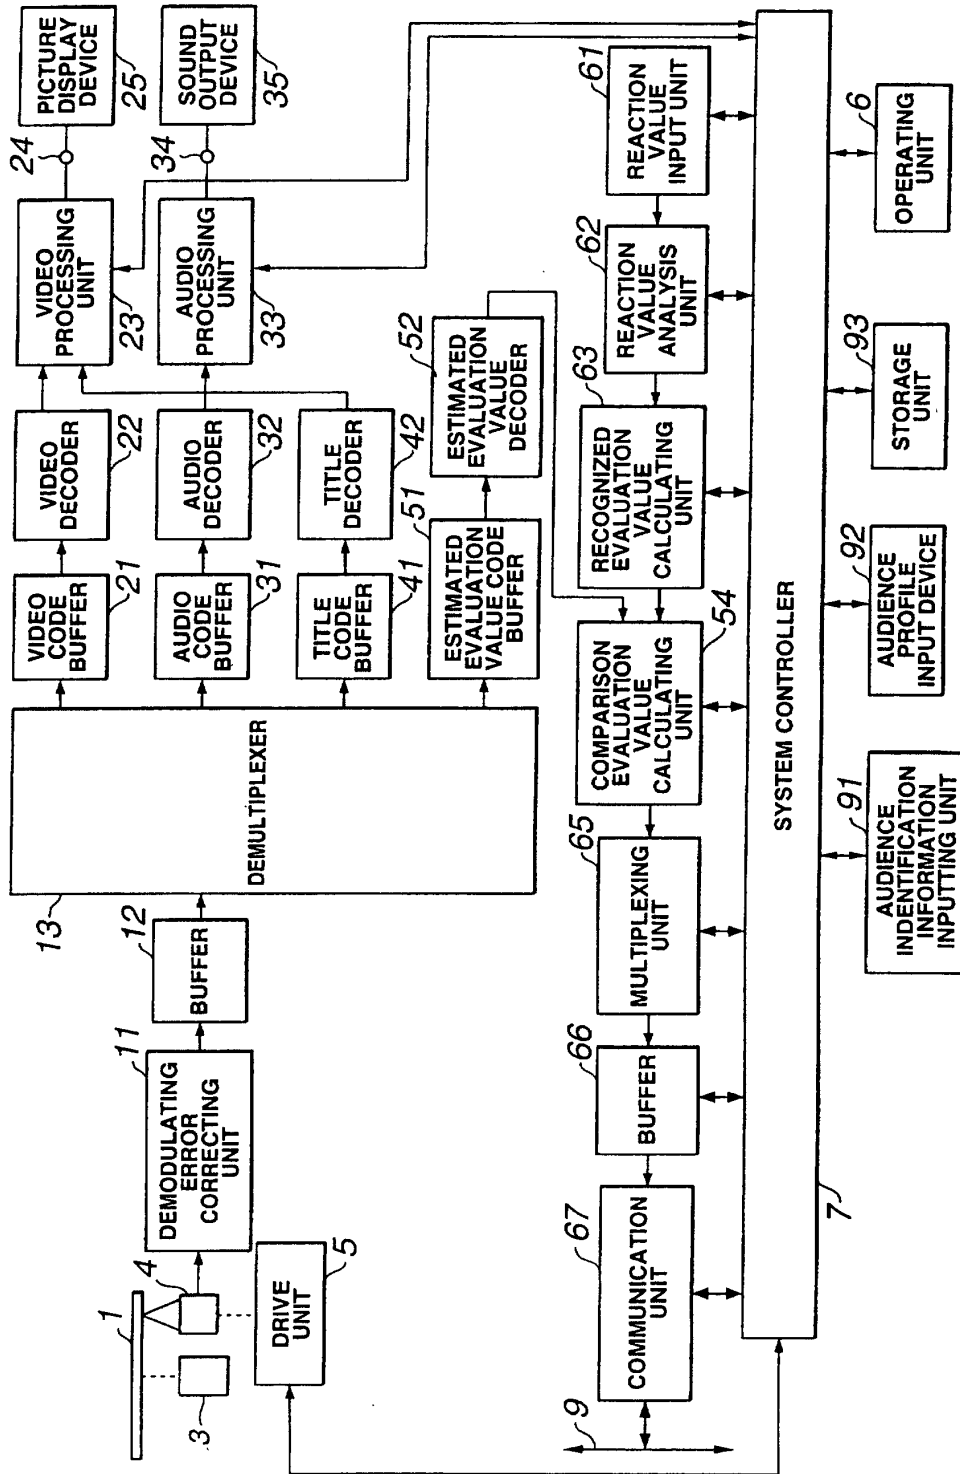 1
3
4
5
DRIVE
UNIT
11
DEMODULATING
ERROR
CORRECTING
UNIT
12
BUFFER
13
DEMULTIPLEXER
21
VIDEO
CODE
BUFFER
22
VIDEO DECODER
23
VIDEO
PROCESSING
UNIT
24
PICTURE
DISPLAY
DEVICE
25
31
AUDIO CODE
BUFFER
32
AUDIO DECODER
33
AUDIO
PROCESSING
UNIT
34
SOUND
OUTPUT
DEVICE
35
41
TITLE CODE
BUFFER
42
TITLE
DECODER
51
ESTIMATED
EVALUATION
VALUE CODE
BUFFER
52
ESTIMATED
EVALUATION
VALUE
DECODER
9
67
COMMUNICATION
UNIT
66
BUFFER
65
MULTIPLEXING
UNIT
54
COMPARISON
EVALUATION
VALUE
CALCULATING
UNIT
63
RECOGNIZED
EVALUATION
VALUE
CALCULATING
UNIT
62
REACTION
VALUE
ANALYSIS
UNIT
61
REACTION
VALUE
INPUT UNIT
7
SYSTEM CONTROLLER
91
AUDIENCE
INDENTIFICATION
INFORMATION
INPUTTING UNIT
92
AUDIENCE
PROFILE
INPUT DEVICE
93
STORAGE
UNIT
6
OPERATING
UNIT